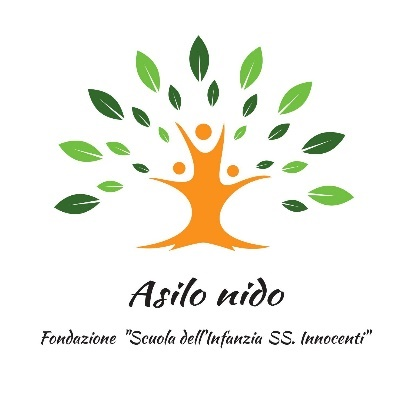 Asilo nido
Fondazione "Scuola dell'Infanzia SS. Innocenti"